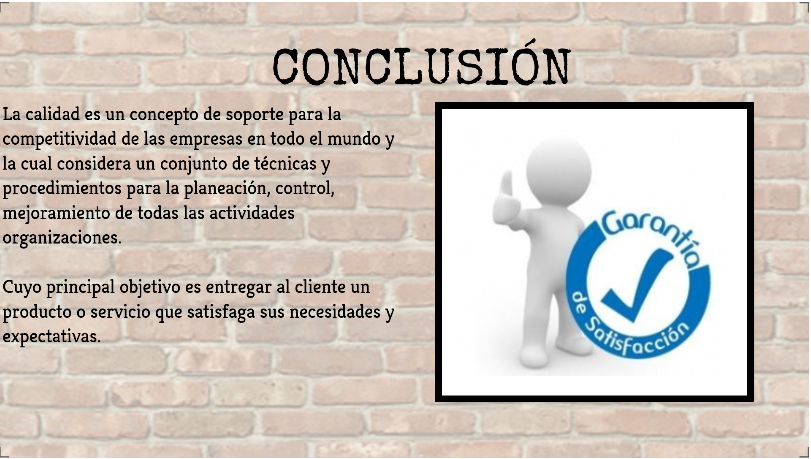 CONCLUSIÓN
La calidad es un concepto de soporte para la
competitividad de las empresas en todo el mundo y
la cual considera un conjunto de técnicas y
procedimientos para la planeación, control,
mejoramiento de todas las actividades
organizaciones.
Cuyo principal objetivo es entregar al cliente un
producto o servicio que satisfaga sus necesidades y
expectativas.
Garantía
de Satisfacción